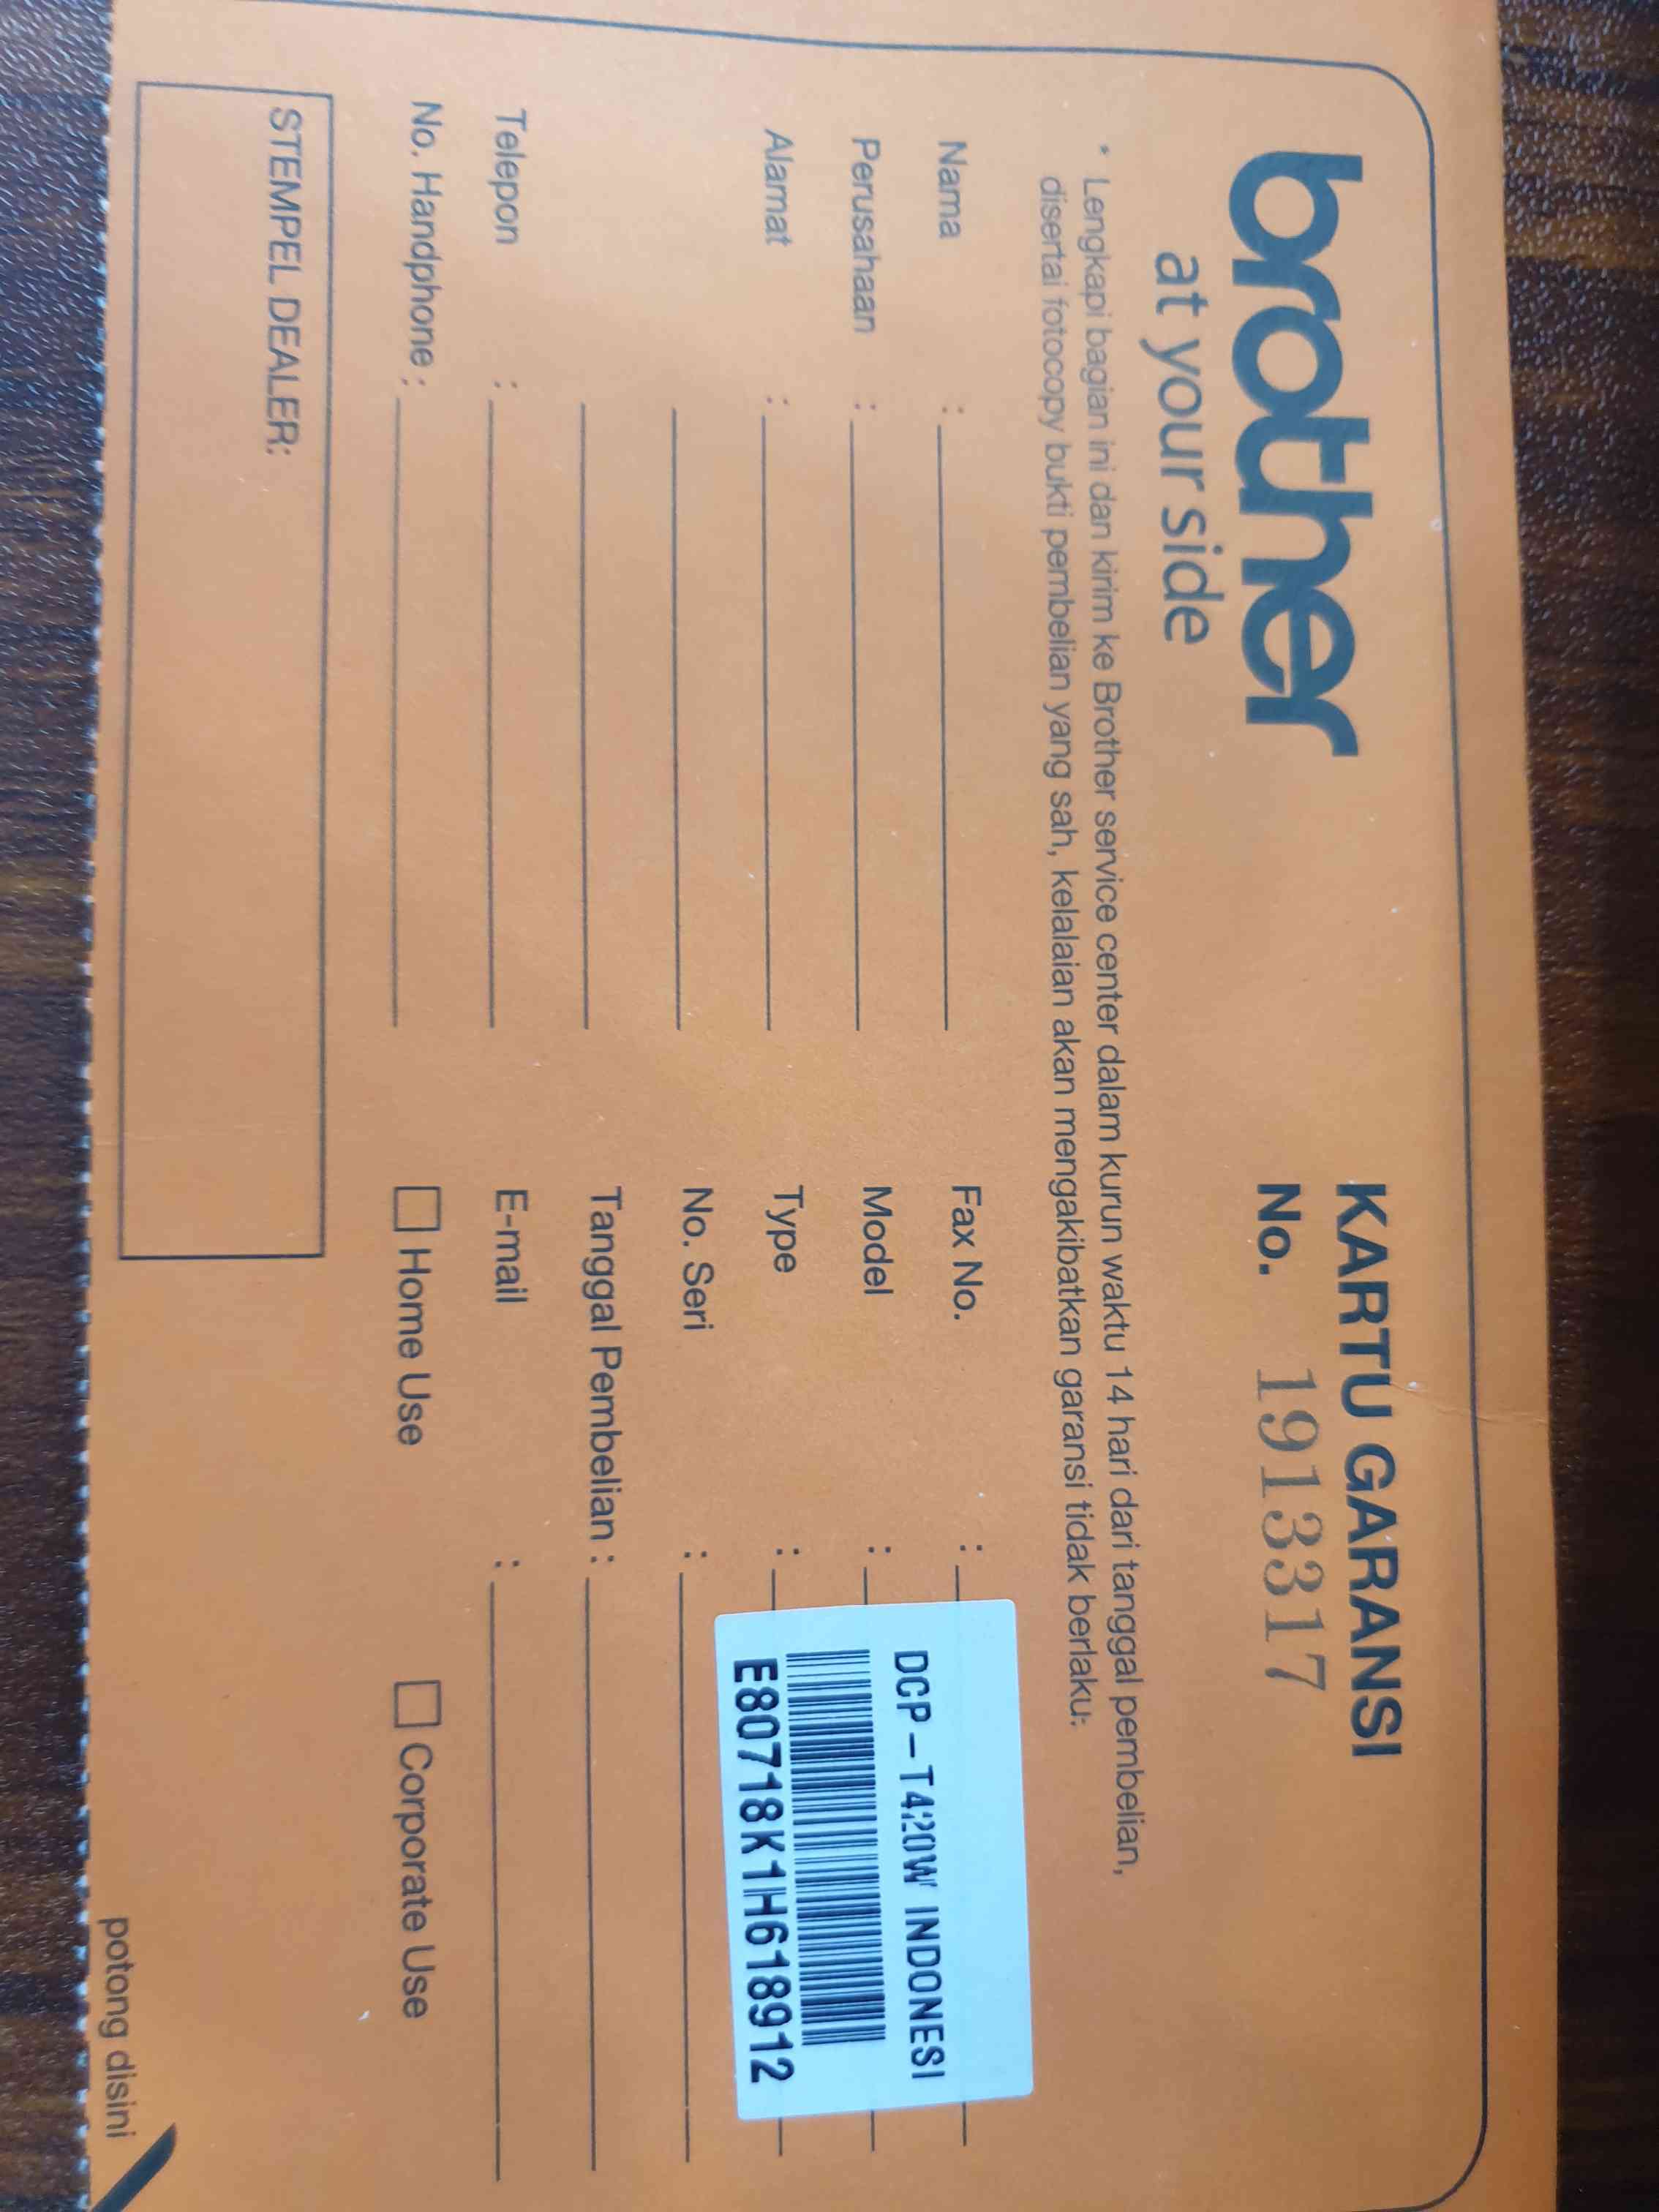 brother
at your side
KARTU GARANSI
No. 1913317
* Lengkapi bagian ini dan kirim ke Brother service center dalam kurun waktu 14 hari dari tanggal pembelian,
disertai fotocopy bukti pembelian yang sah, kelalaian akan mengakibatkan garansi tidak berlaku:
Nama :
Perusahaan :
Alamat :
Telepon :
No. Handphone :
Fax No. :
Model :
Type :
No. Seri :
Tanggal Pembelian :
E-mail :
DCP-T420W INDONESI
E80718K1H618912
Home Use
Corporate Use
STEMPEL DEALER:
potong disini